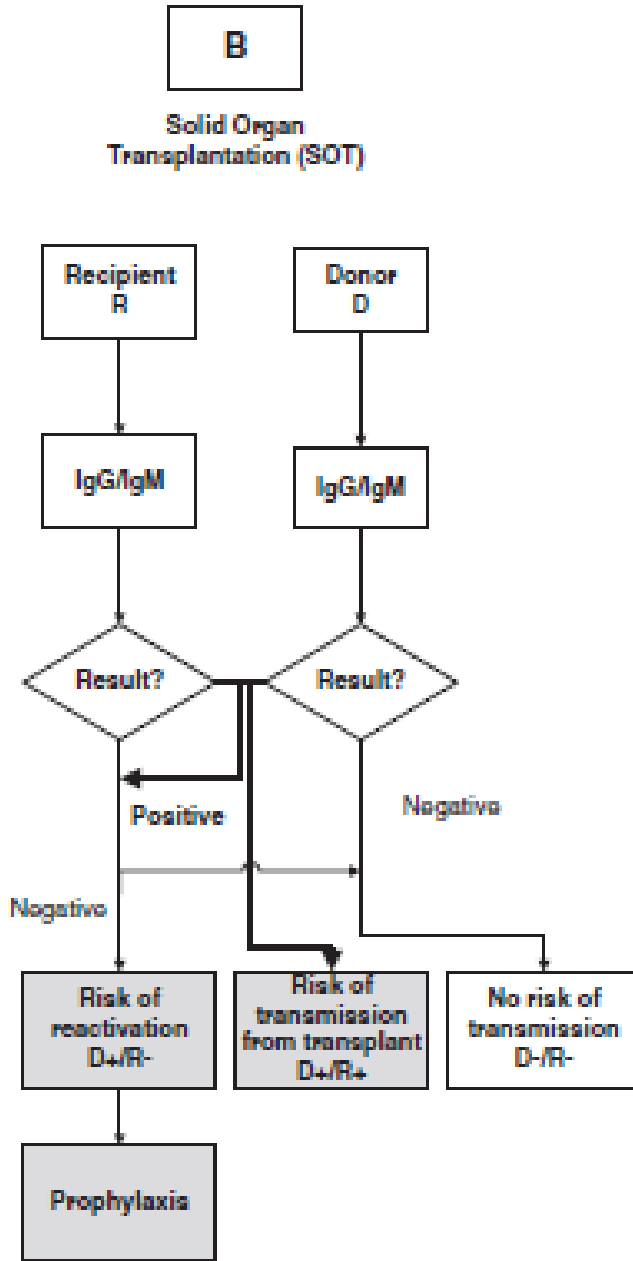 B
Solid Organ
Transplantation (SOT)
Recipient
R
Donor
D
IgG/IgM
IgG/IgM
Result?
Result?
Positive
Negative
Negative
Risk of
reactivation
D+/R-
Risk of
transmission
from transplant
D+/R+
No risk of
transmission
D-/R-
Prophylaxis